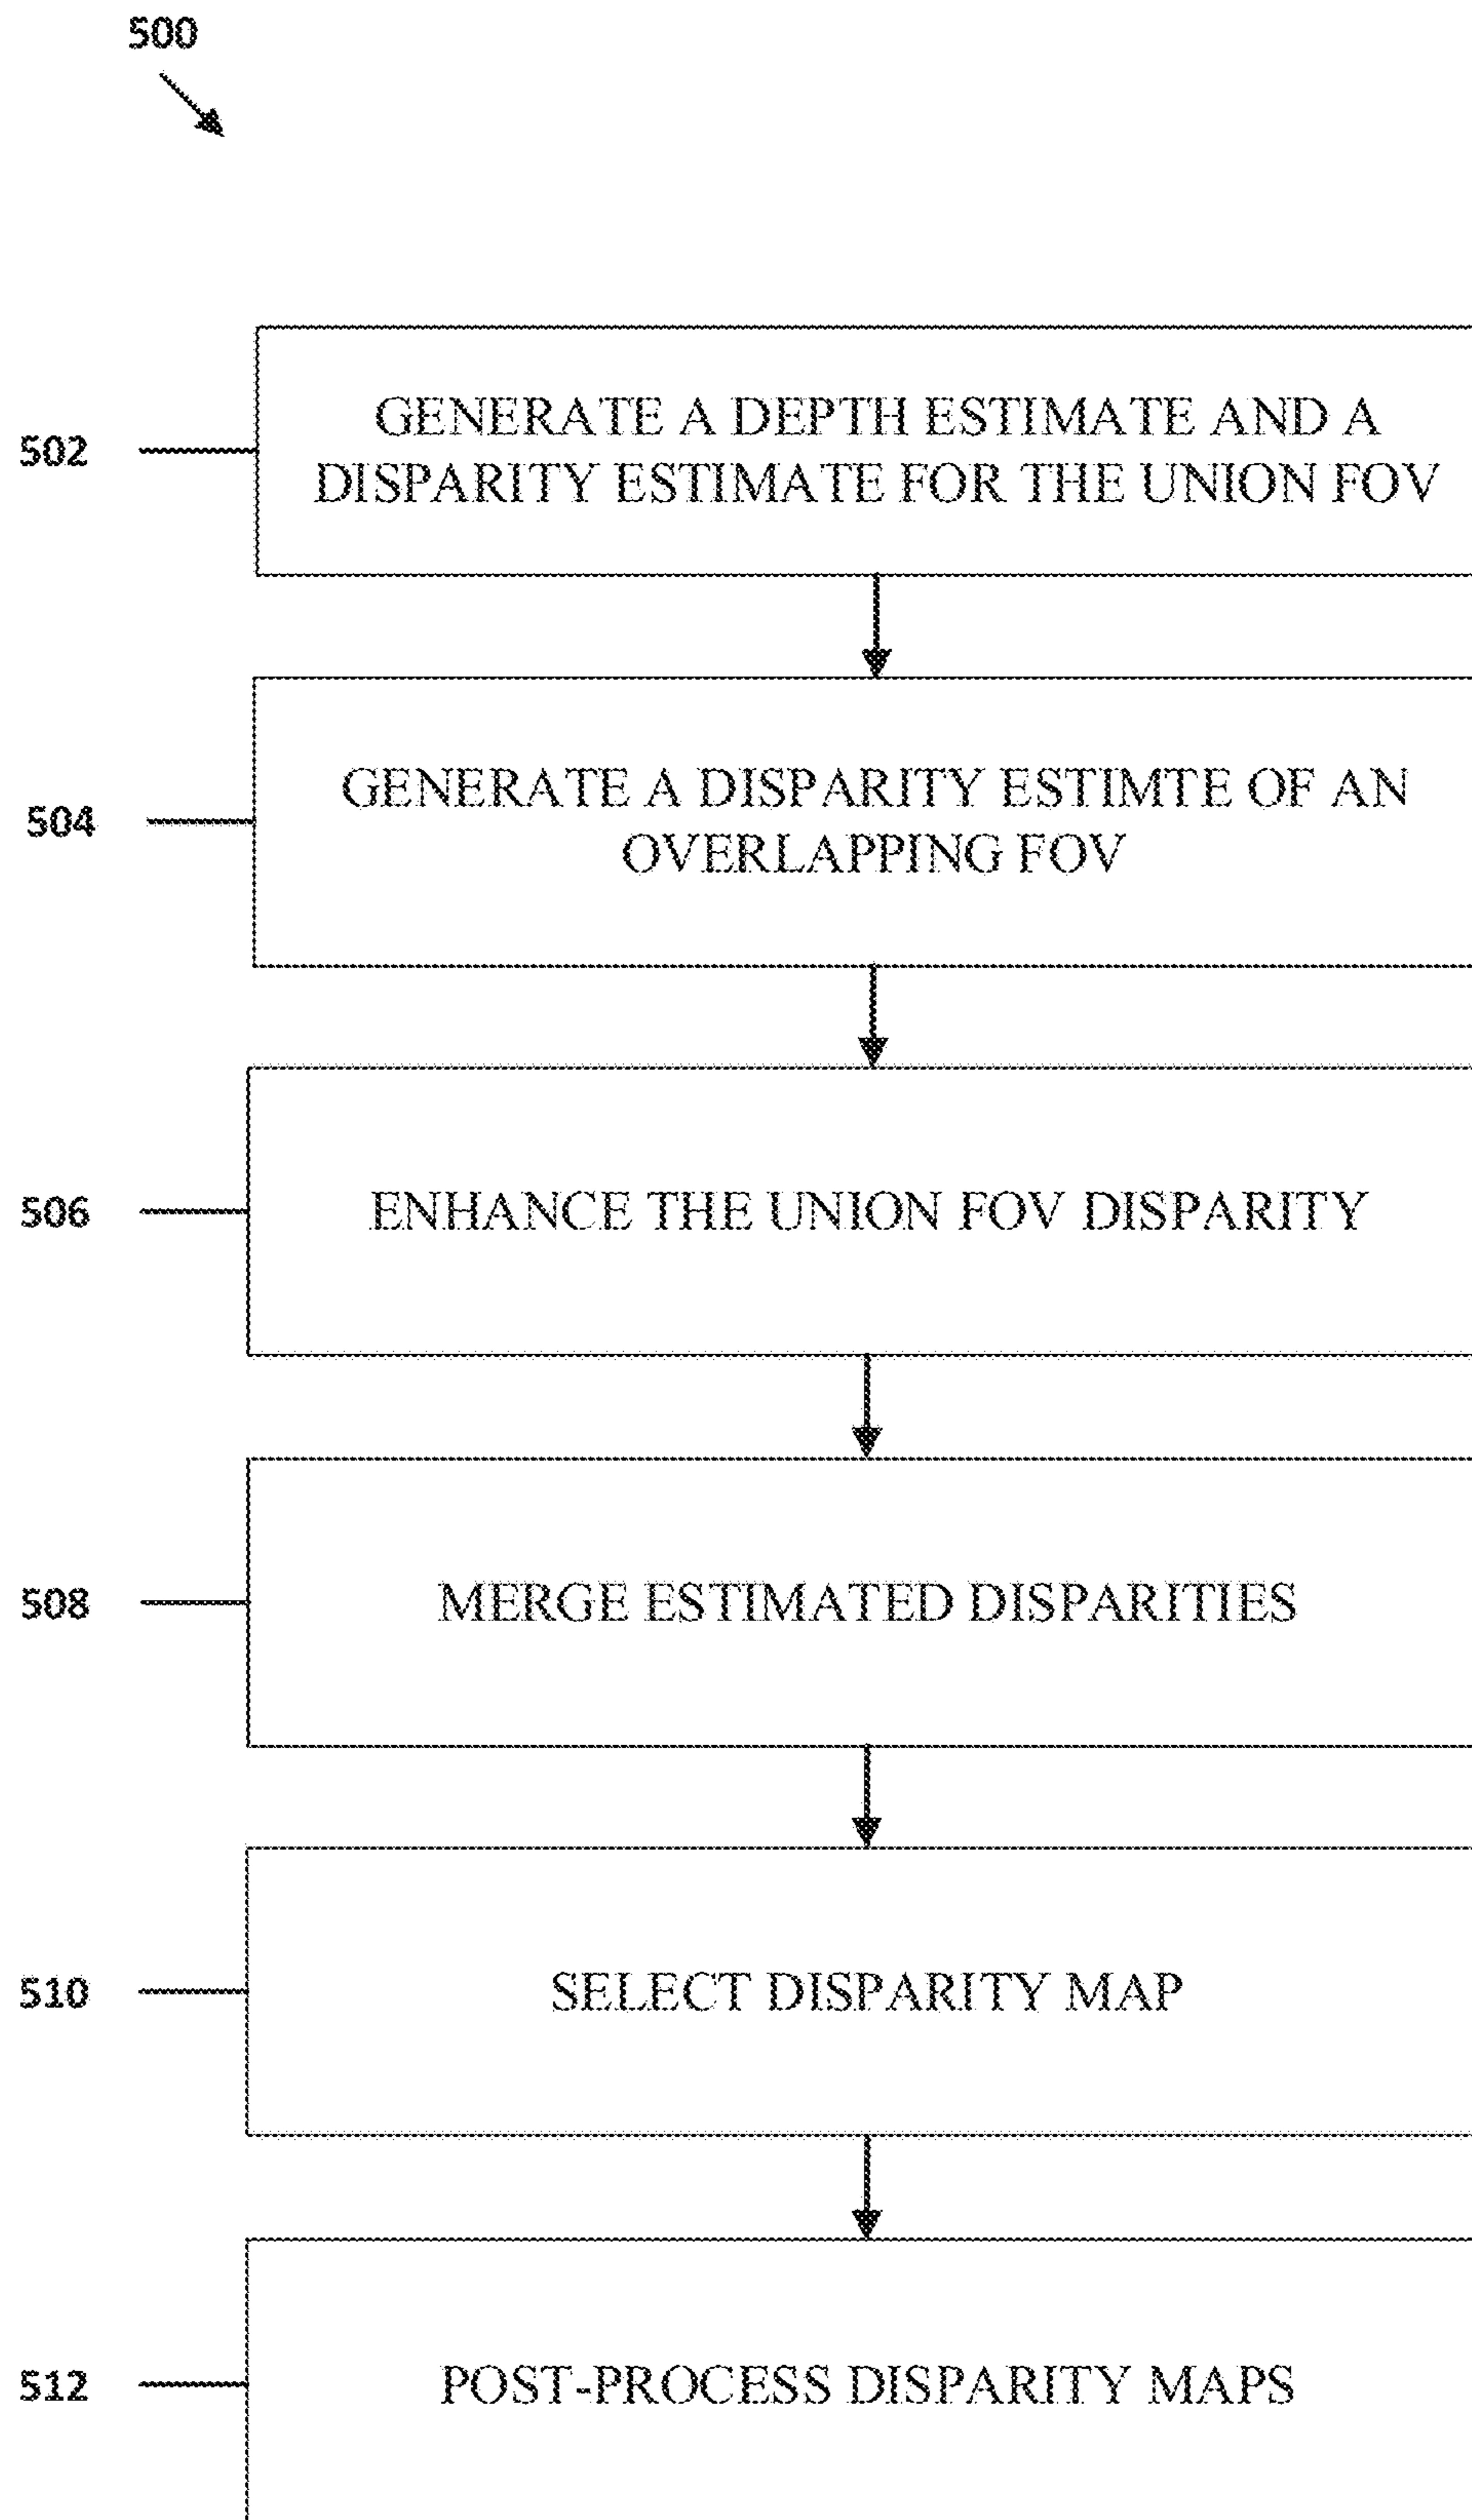 500
502
GENERATE A DEPTH ESTIMATE AND A
DISPARITY ESTIMATE FOR THE UNION FOV
504
GENERATE A DISPARITY ESTIMTE OF AN
OVERLAPPING FOV
506
ENHANCE THE UNION FOV DISPARITY
508
MERGE ESTIMATED DISPARITIES
510
SELECT DISPARITY MAP
512
POST-PROCESS DISPARITY MAPS